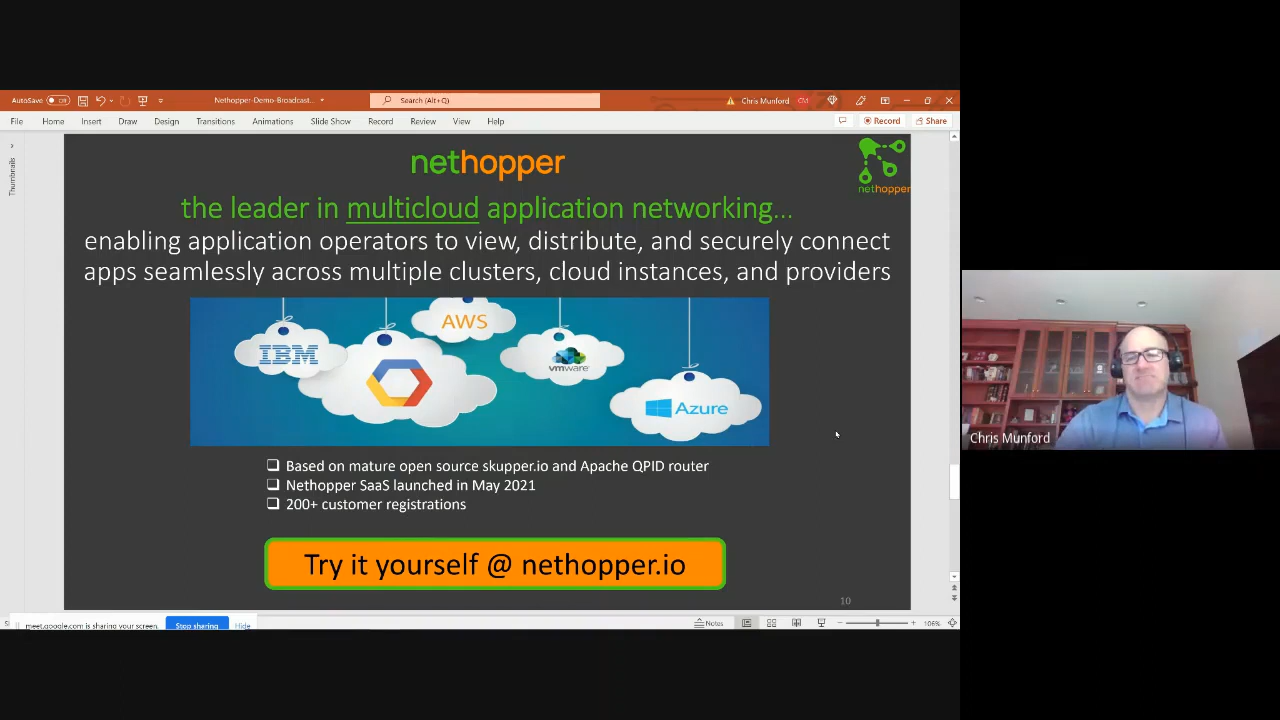 AutoSave
Nethopper-Demo-Broadcast...
Search (Alt+Q)
Chris Munford
CM
File Home Insert Draw Design Transitions Animations Slide Show Record Review View Help
Record
Share
Thumbnails
nethopper
nethopper
the leader in multicloud application networking...
enabling application operators to view, distribute, and securely connect
apps seamlessly across multiple clusters, cloud instances, and providers
IBM
AWS
vmware
Azure
Based on mature open source skupper.io and Apache QPID router
Nethopper SaaS launched in May 2021
200+ customer registrations
Try it yourself @ nethopper.io
10
meet.google.com is sharing your screen.
Stop sharing
Hide
Notes
106%
Chris Munford